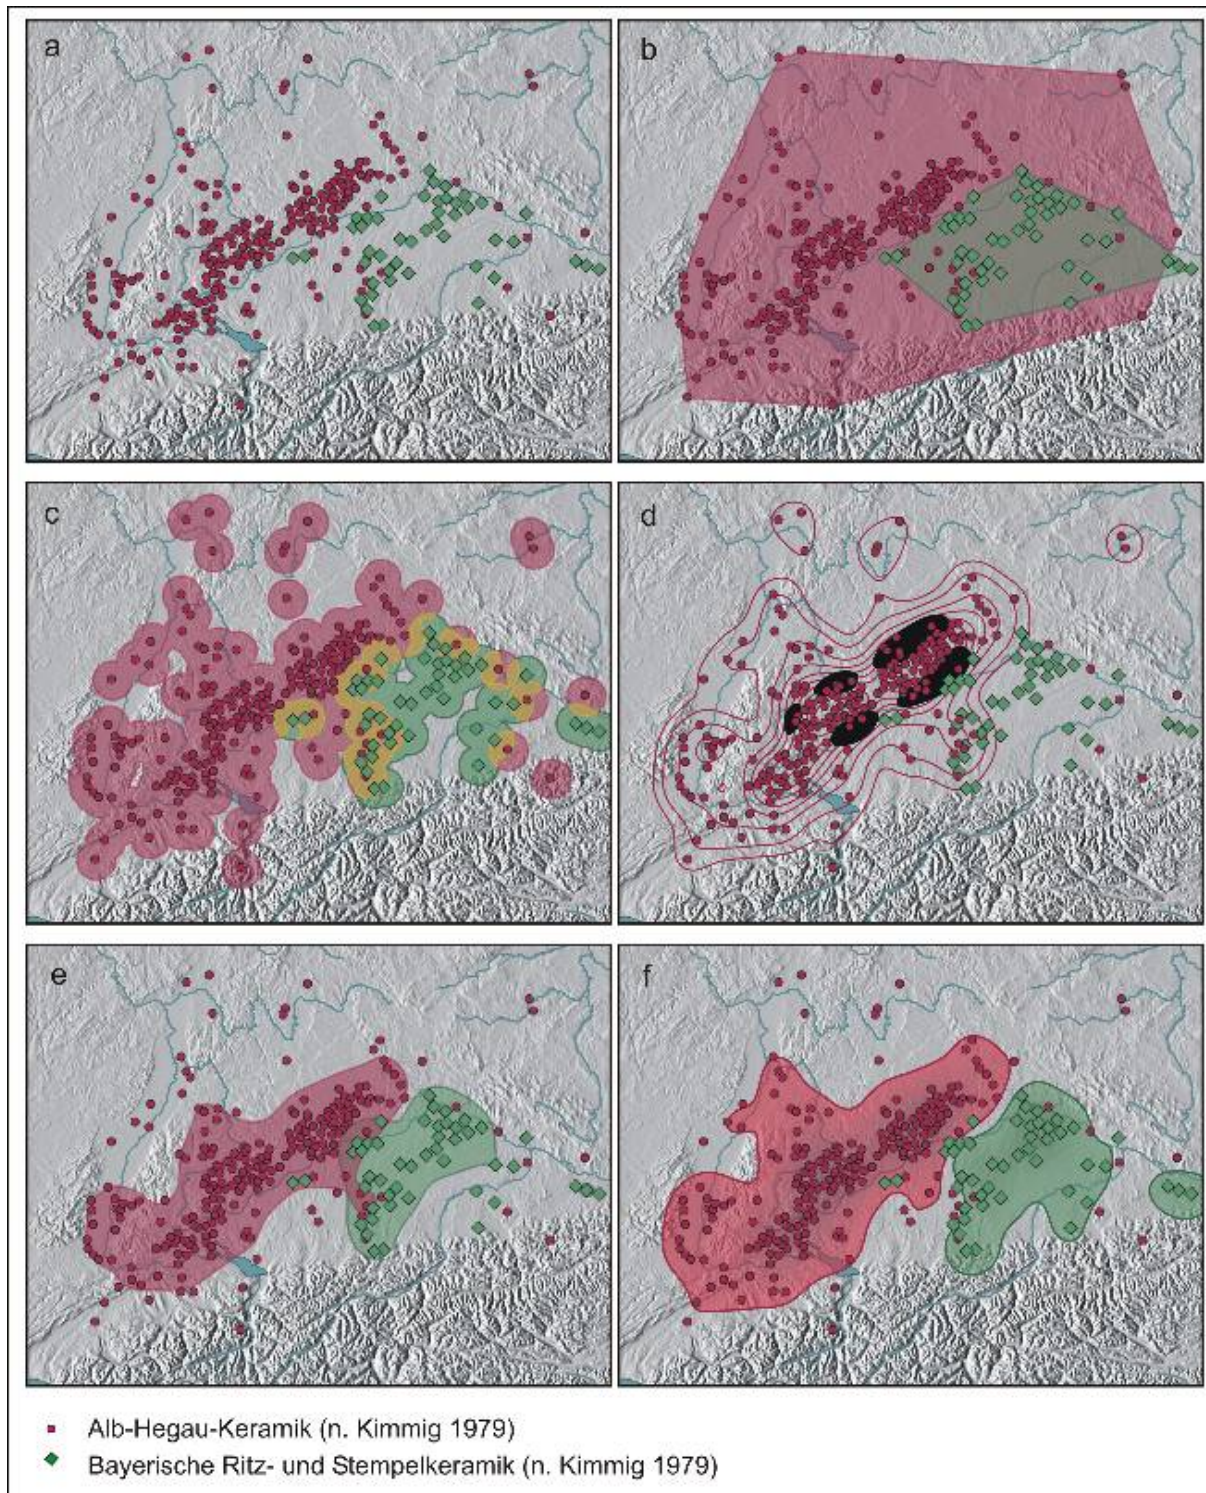 a
b
c
d
e
f
Alb-Hegau-Keramik (n. Kimmig 1979)
Bayerische Ritz- und Stempelkeramik (n. Kimmig 1979)